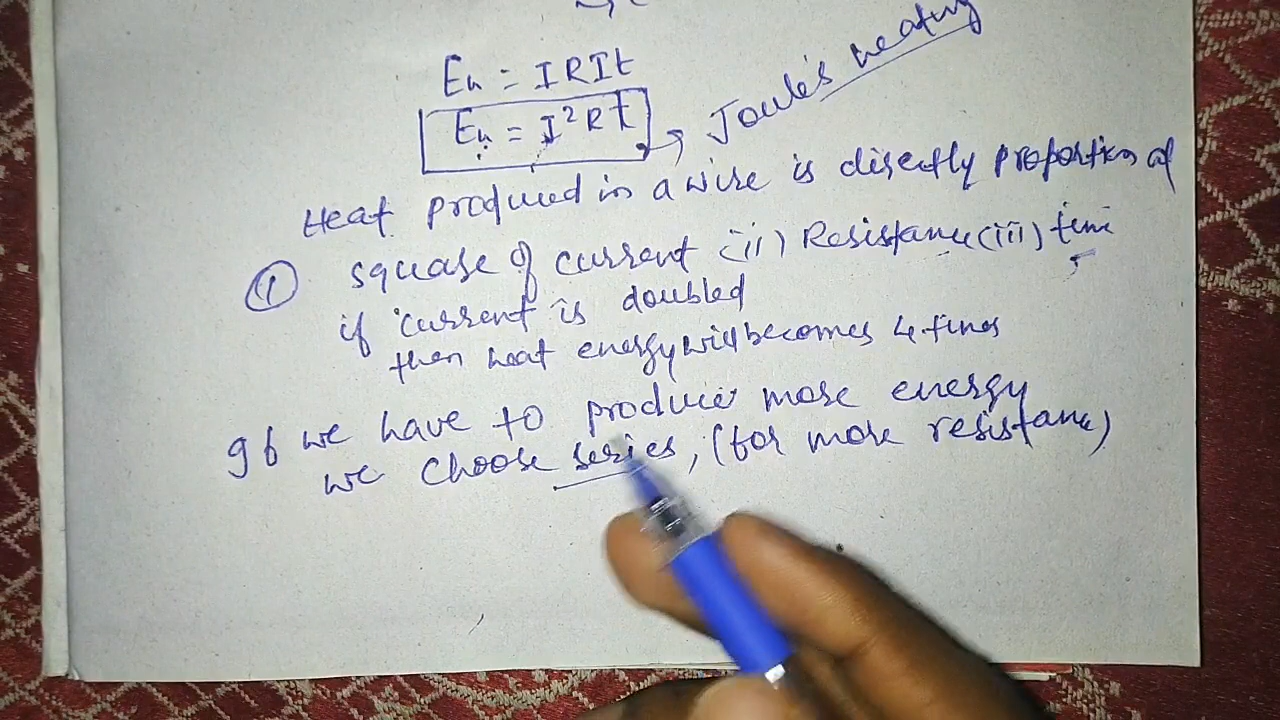 EH = IRIt
EH = I²Rt
Joule's heating
Heat produced in a wire is directly proportion of
① square of current (ii) Resistance (iii) time
if current is doubled
then heat energy will becomes 4 times
If we have to produce more energy
we choose series, (for more resistance)